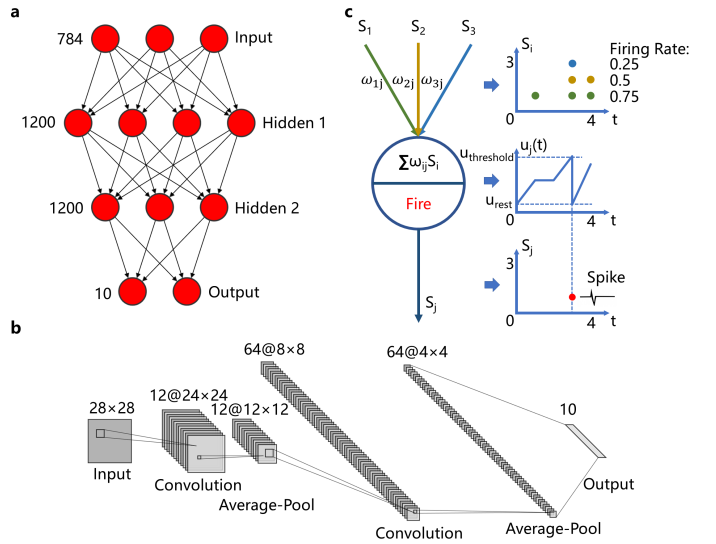 a
784
Input
1200
Hidden 1
1200
Hidden 2
10
Output
b
28×28
Input
12@24×24
Convolution
12@12×12
Average-Pool
64@8×8
Convolution
64@4×4
Average-Pool
10
Output
c
S₁ S₂ S₃
ω₁ⱼ ω₂ⱼ ω₃ⱼ
∑ωᵢⱼSᵢ
Fire
Sⱼ
Sᵢ
3
0
4
t
Firing Rate:
0.25
0.5
0.75
uⱼ(t)
u_threshold
u_rest
0
4
t
Sⱼ
3
Spike
0
4
t